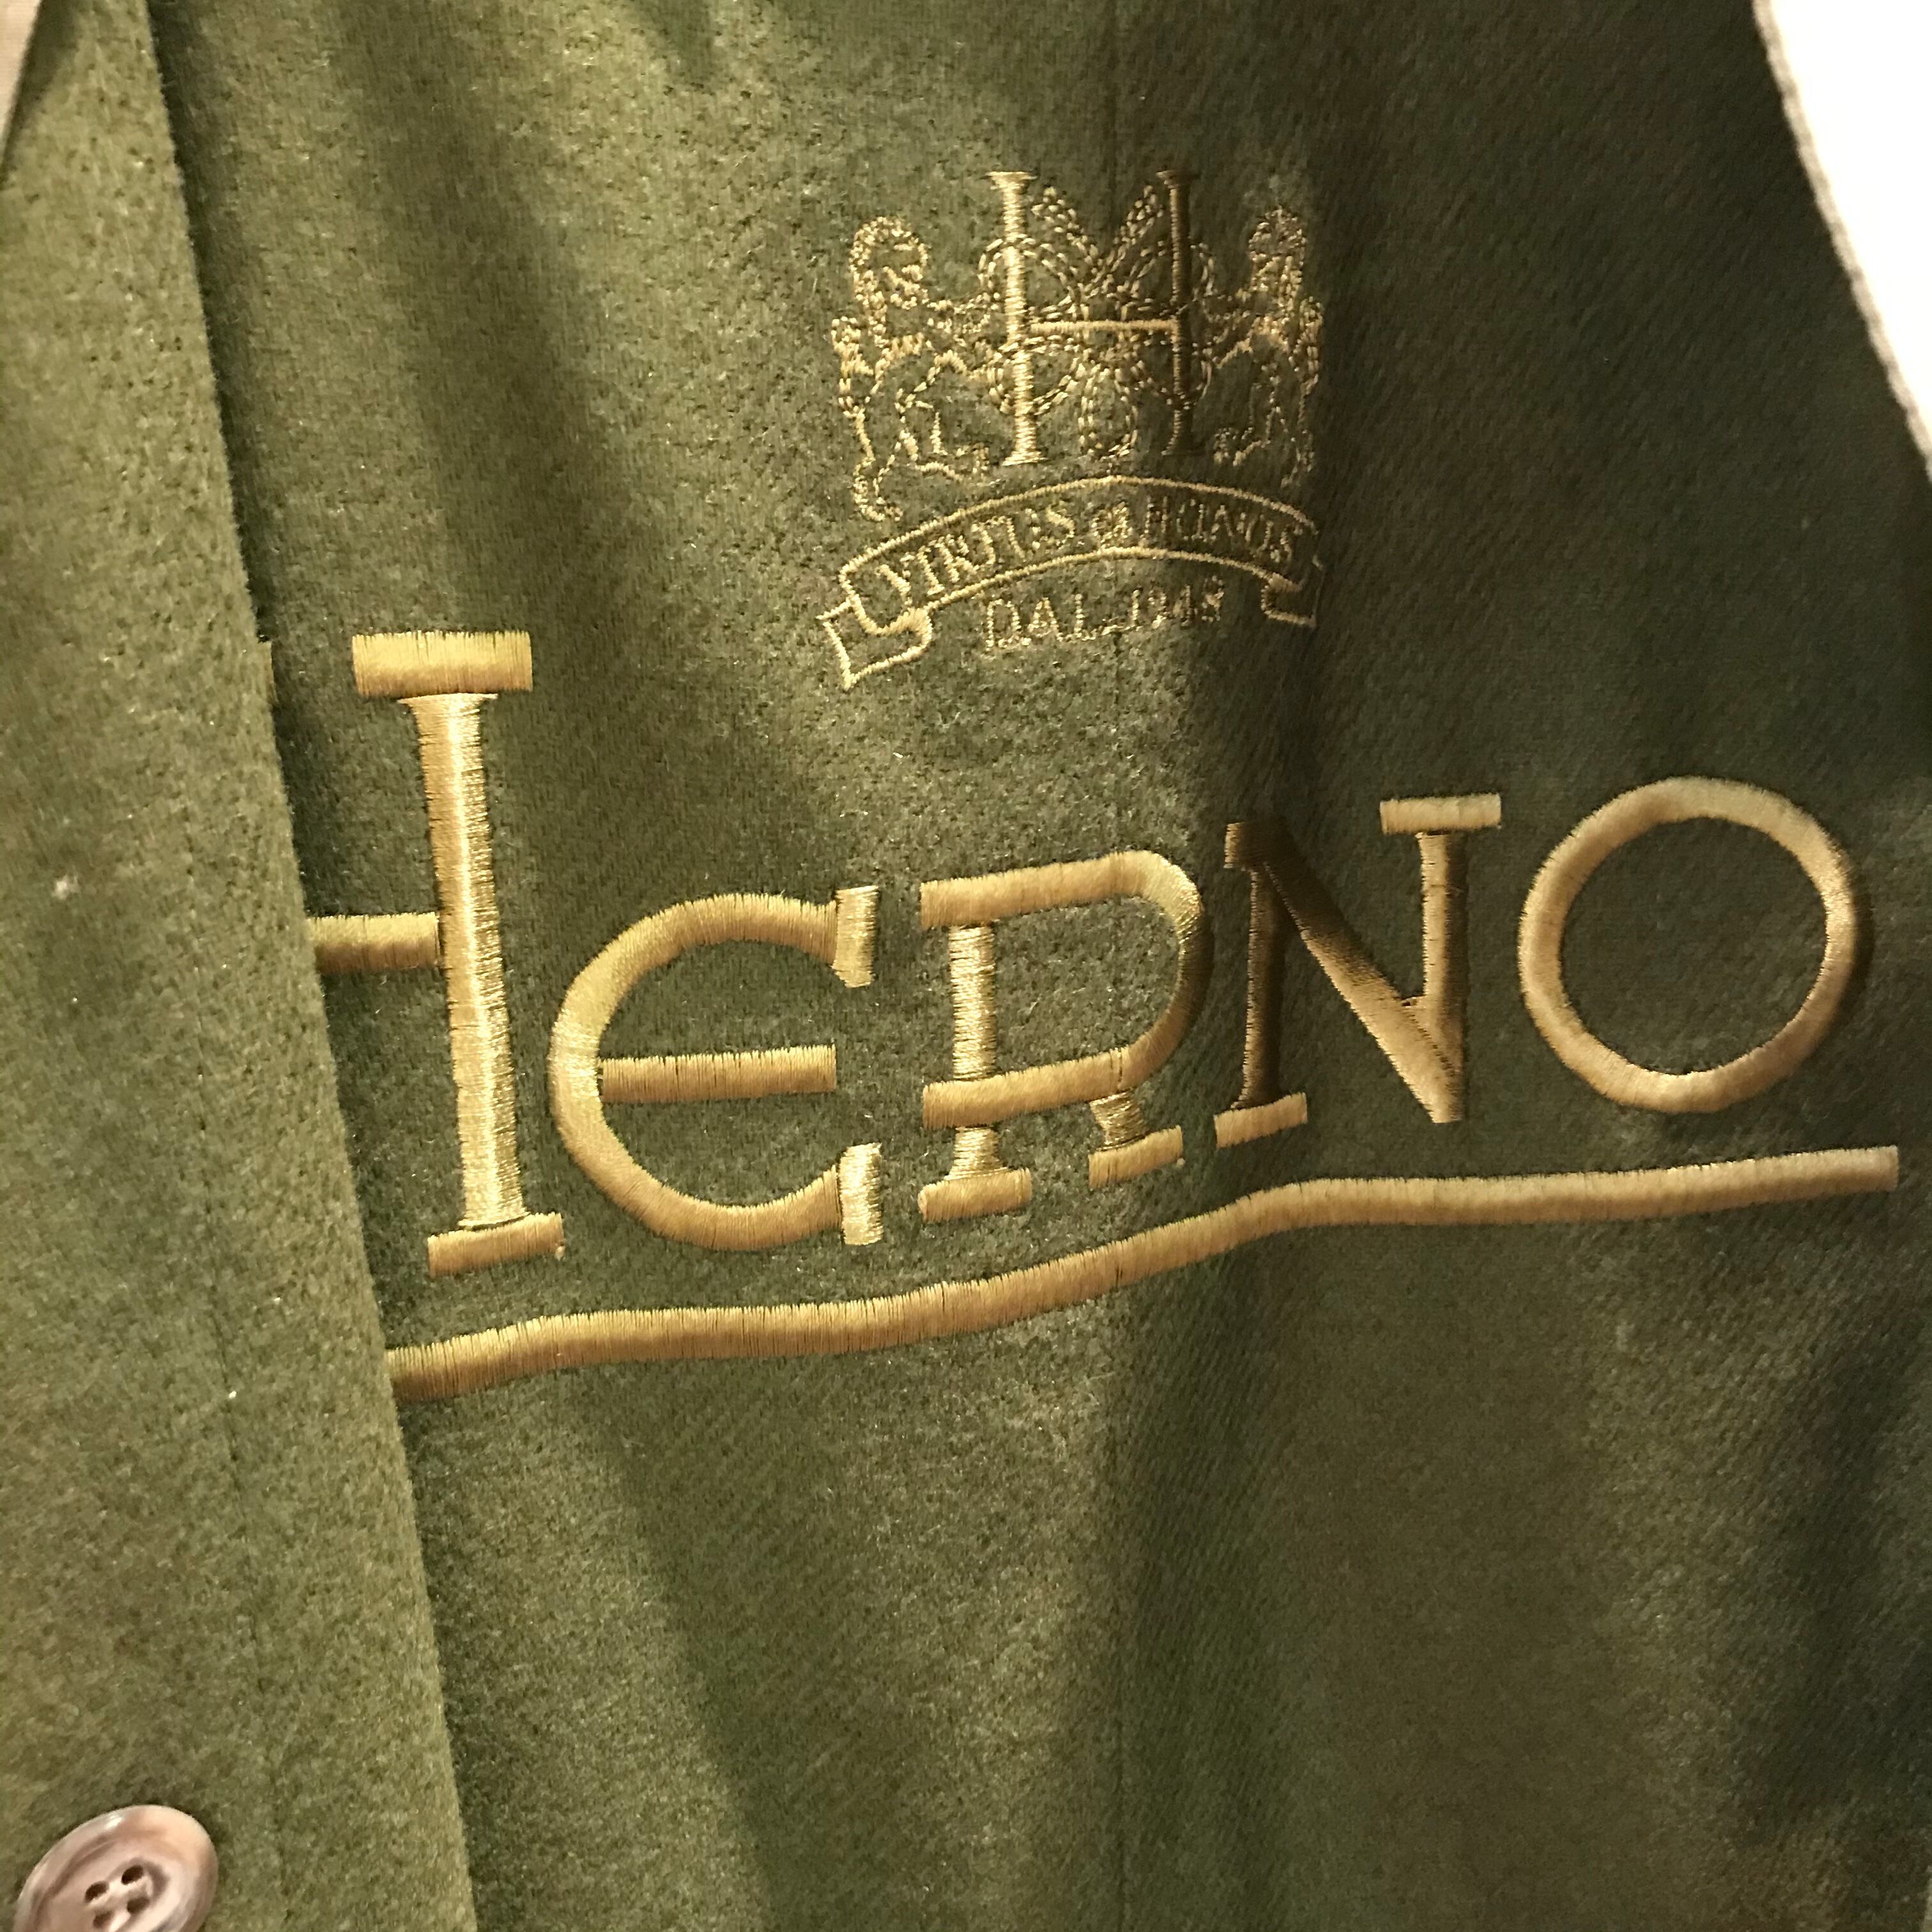 H
VIRTUS et HONOS
DAL 1948
HERNO